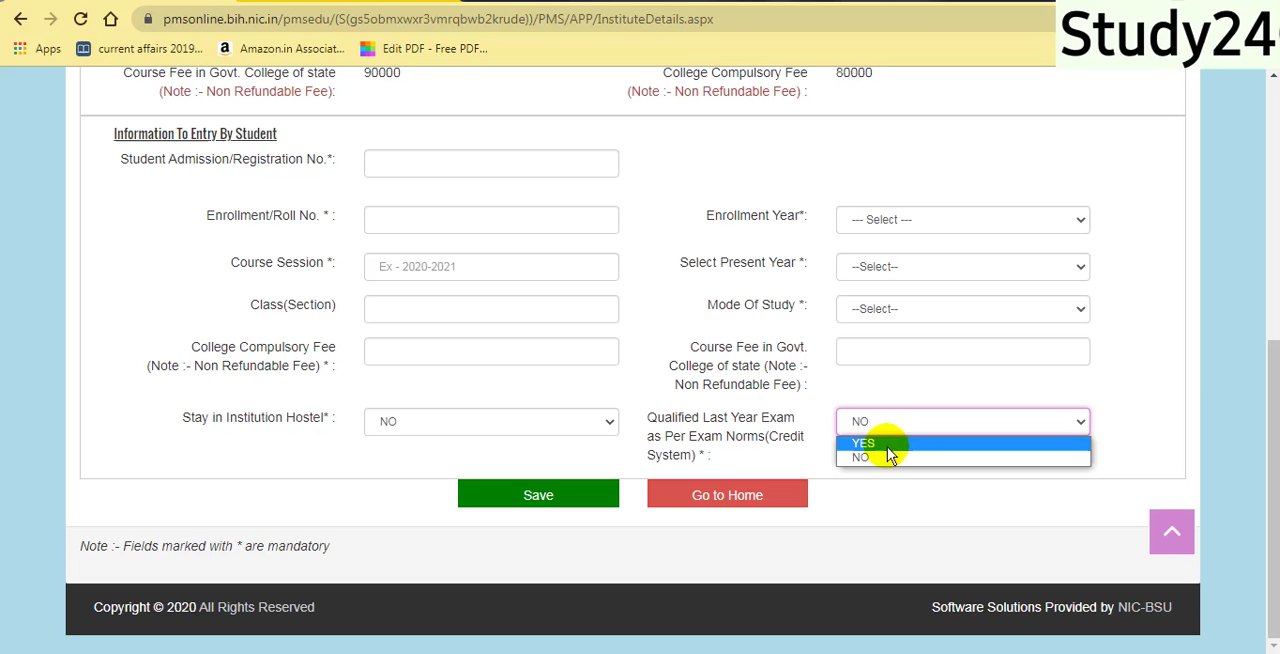 pmsonline.bih.nic.in/pmsedu/(S(gs5obmxwxr3vmrqbwb2krude))/PMS/APP/InstituteDetails.aspx
Study24
Apps current affairs 2019... Amazon.in Associat... Edit PDF - Free PDF...
Course Fee in Govt. College of state 90000 College Compulsory Fee 80000
(Note :- Non Refundable Fee): (Note :- Non Refundable Fee) :
Information To Entry By Student
Student Admission/Registration No.*:
Enrollment/Roll No. * : Enrollment Year*: --- Select ---
Course Session *: Ex - 2020-2021 Select Present Year *: --Select--
Class(Section) Mode Of Study *: --Select--
College Compulsory Fee Course Fee in Govt.
(Note :- Non Refundable Fee) * : College of state (Note :-
Non Refundable Fee) :
Stay in Institution Hostel* : NO Qualified Last Year Exam NO
as Per Exam Norms(Credit YES
System) * : NO
Save Go to Home
Note :- Fields marked with * are mandatory
Copyright © 2020 All Rights Reserved Software Solutions Provided by NIC-BSU